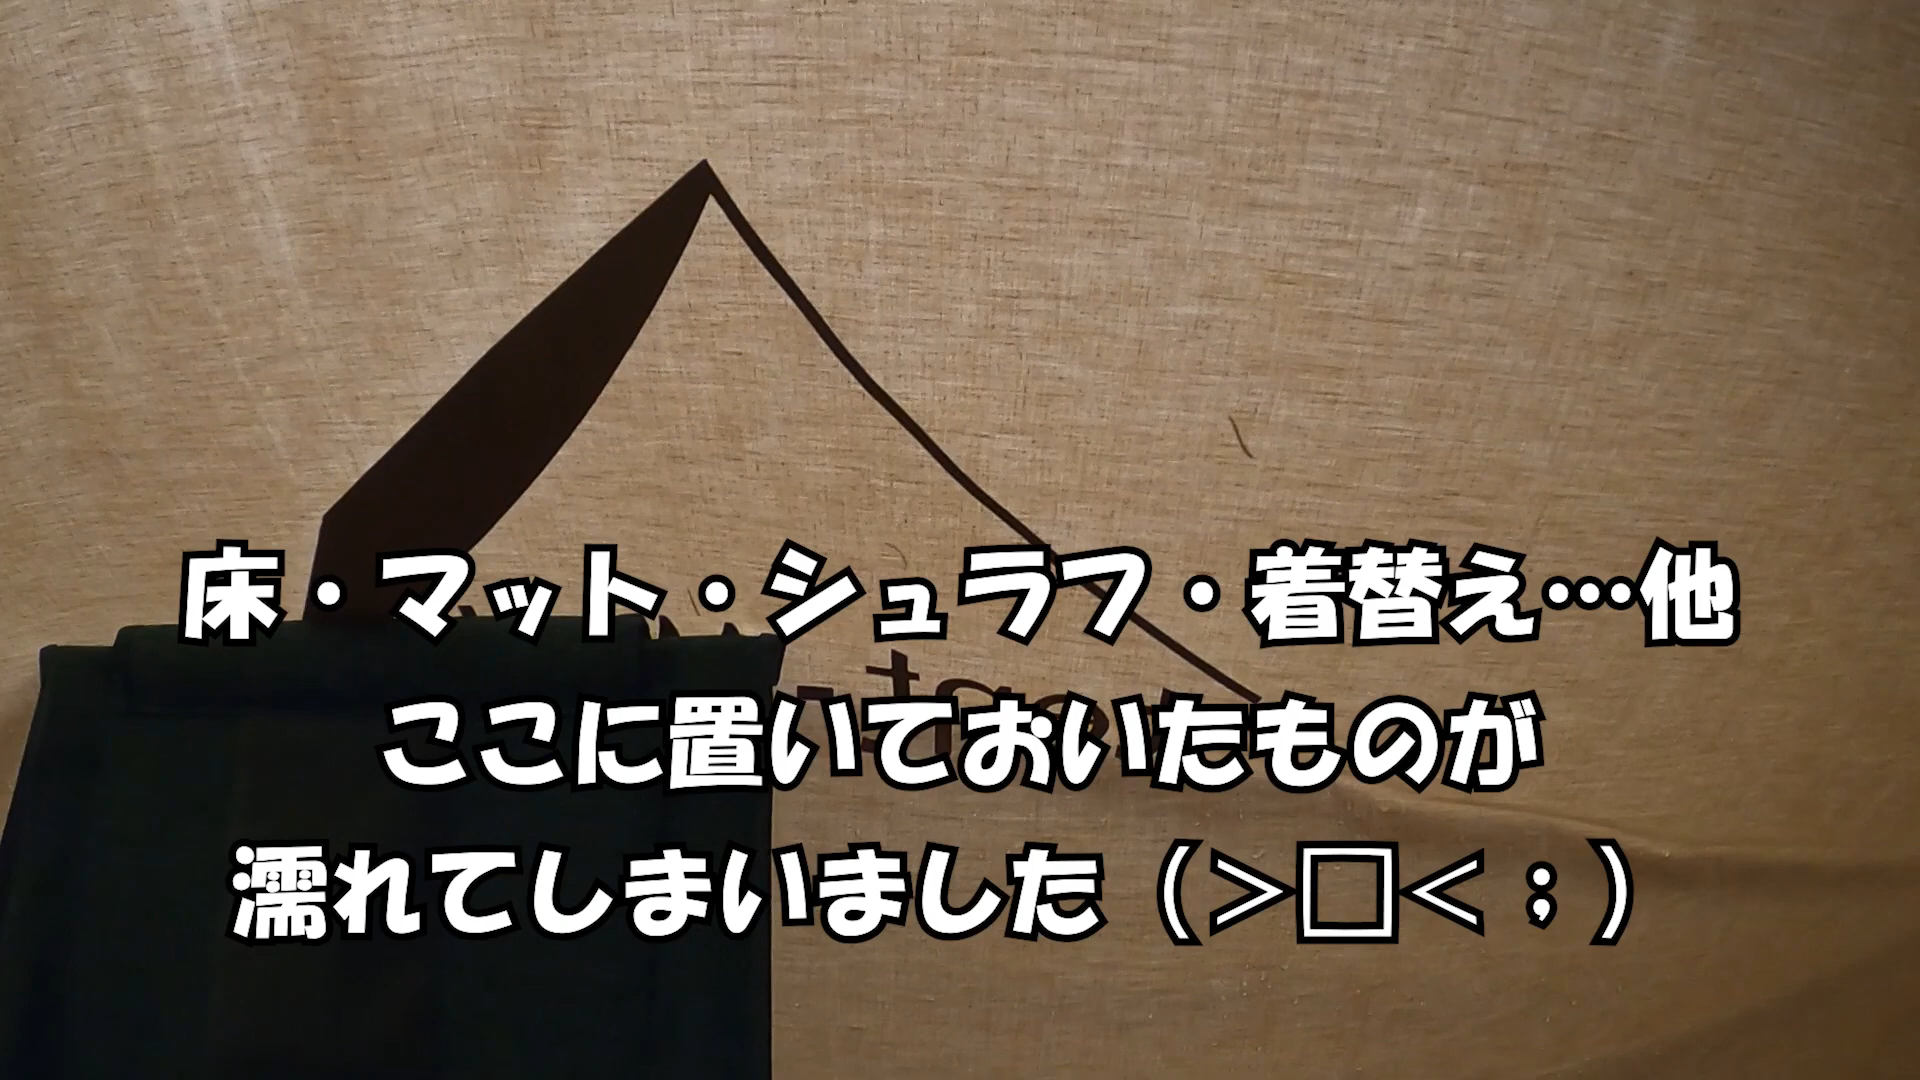 床・マット・シュラフ・着替え…他
ここに置いておいたものが
濡れてしまいました（＞□＜；）